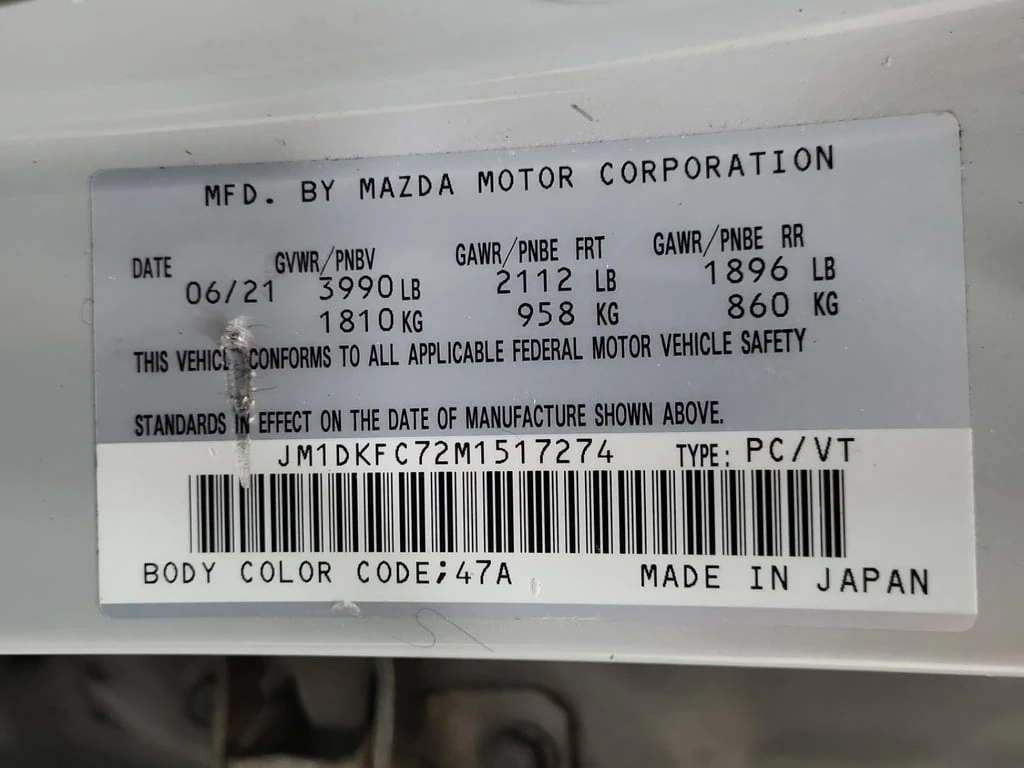 MFD. BY MAZDA MOTOR CORPORATION
DATE GVWR/PNBV GAWR/PNBE FRT GAWR/PNBE RR
06/21 3990 LB 2112 LB 1896 LB
1810 KG 958 KG 860 KG
THIS VEHICLE CONFORMS TO ALL APPLICABLE FEDERAL MOTOR VEHICLE SAFETY
STANDARDS IN EFFECT ON THE DATE OF MANUFACTURE SHOWN ABOVE.
JM1DKFC72M1517274 TYPE: PC/VT
BODY COLOR CODE;47A MADE IN JAPAN